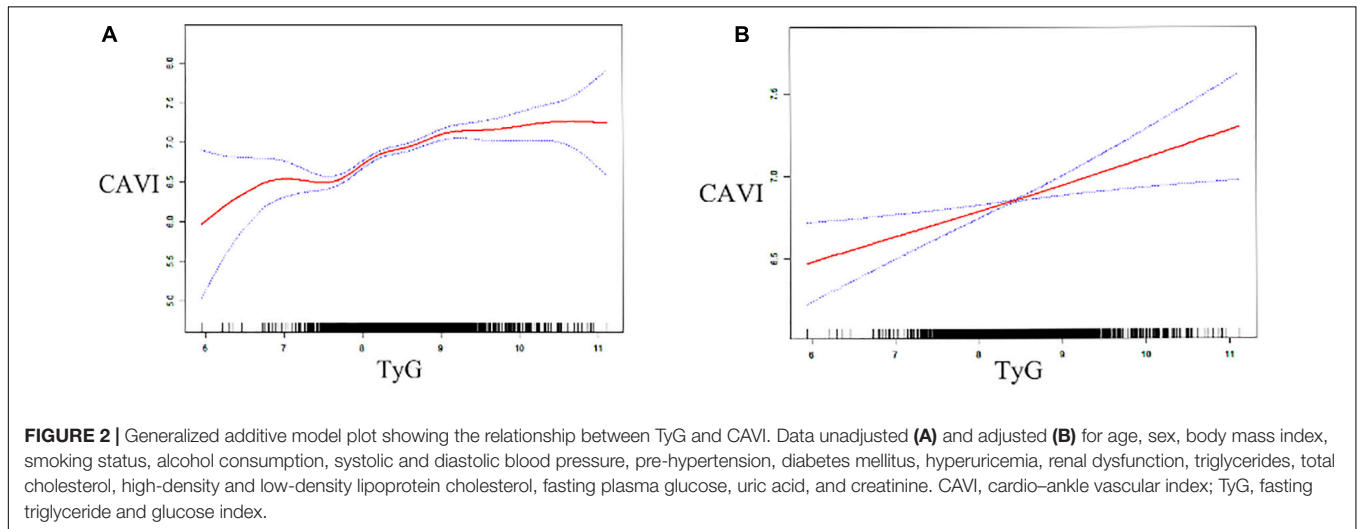 A
B
8.0
7.5
7.0
6.5
6.0
5.5
5.0
CAVI
6 7 8 9 10 11
TyG
7.5
7.0
6.5
CAVI
6 7 8 9 10 11
TyG
FIGURE 2 | Generalized additive model plot showing the relationship between TyG and CAVI. Data unadjusted (A) and adjusted (B) for age, sex, body mass index,
smoking status, alcohol consumption, systolic and diastolic blood pressure, pre-hypertension, diabetes mellitus, hyperuricemia, renal dysfunction, triglycerides, total
cholesterol, high-density and low-density lipoprotein cholesterol, fasting plasma glucose, uric acid, and creatinine. CAVI, cardio–ankle vascular index; TyG, fasting
triglyceride and glucose index.